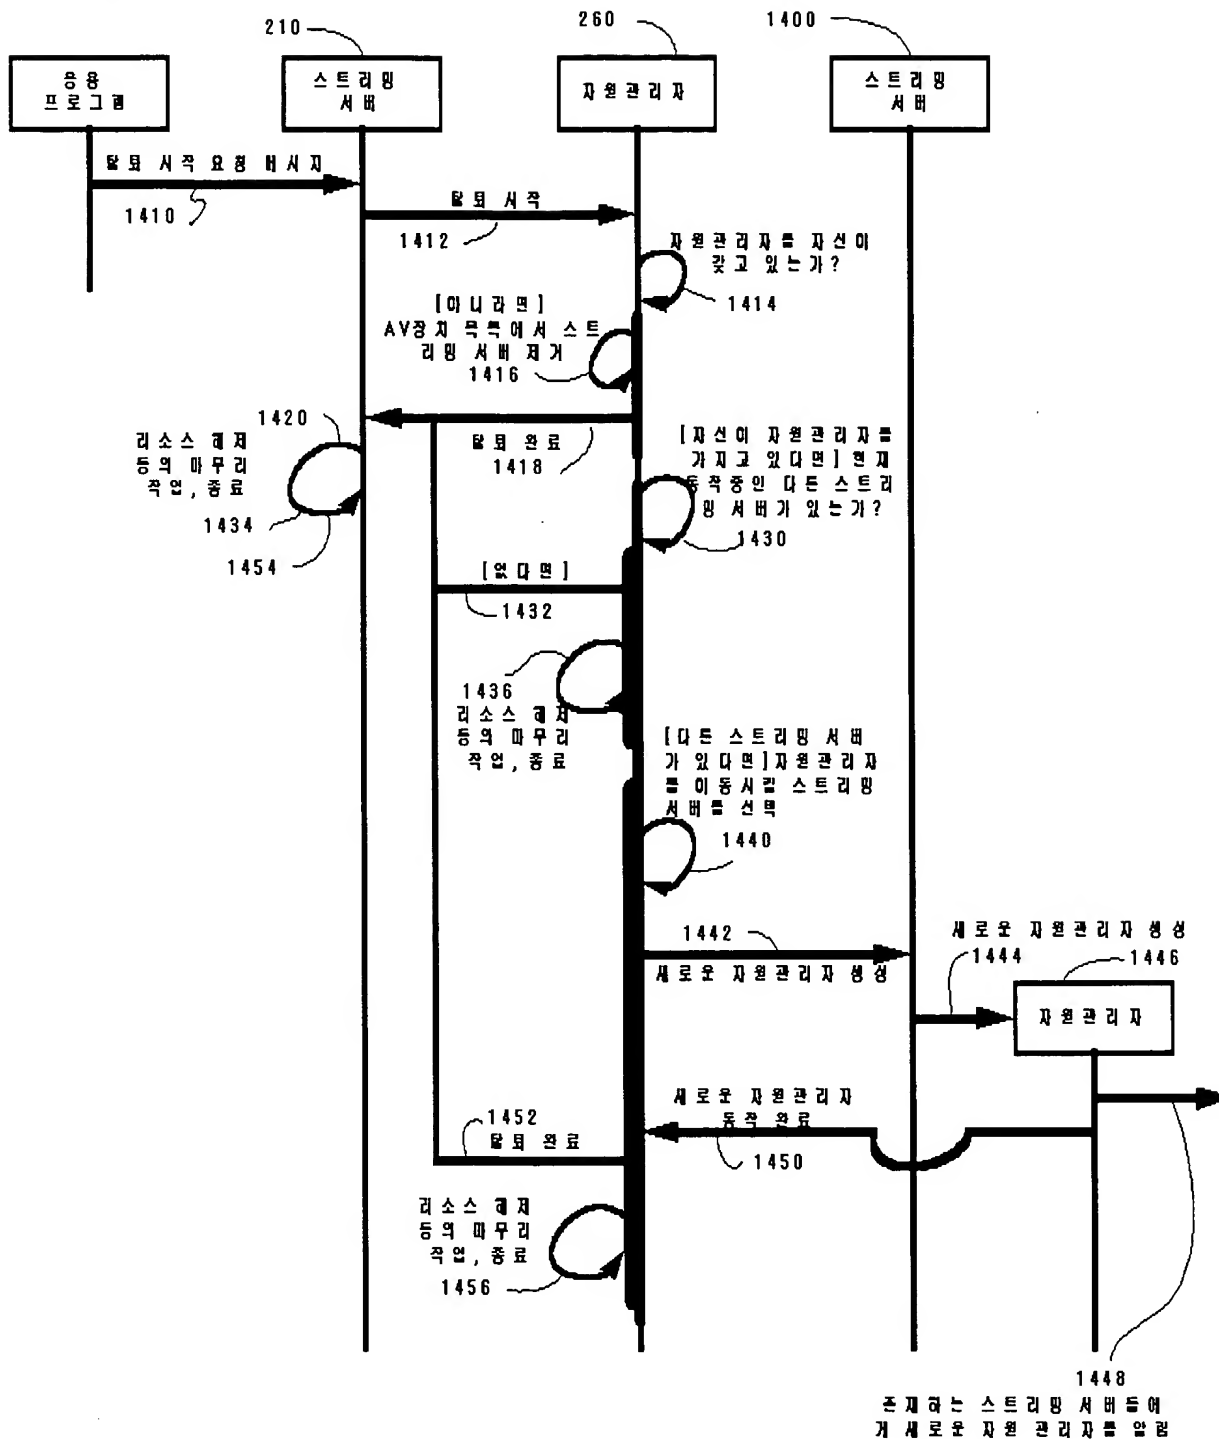 210
260
1400
응용
프로그램
스트리밍
서버
자원관리자
스트리밍
서버
탈퇴 시작 요청 메시지
1410
탈퇴 시작
1412
자원관리자를 자신이
갖고 있는가?
1414
[아니라면]
AV장치 목록에서 스트
리밍 서버 제거
1416
1420
리소스 해제
등의 마무리
작업, 종료
1434
1454
탈퇴 완료
1418
[자신이 자원관리자를
가지고 있다면] 현재
동작중인 다른 스트리
밍 서버가 있는가?
1430
[없다면]
1432
1436
리소스 해제
등의 마무리
작업, 종료
[다른 스트리밍 서버
가 있다면]자원관리자
를 이동시킬 스트리밍
서버를 선택
1440
1442
새로운 자원관리자 생성
새로운 자원관리자 생성
1444
1446
자원관리자
새로운 자원관리자
동작 완료
1450
1452
탈퇴 완료
리소스 해제
등의 마무리
작업, 종료
1456
1448
존재하는 스트리밍 서버들에
게 새로운 자원 관리자를 알림